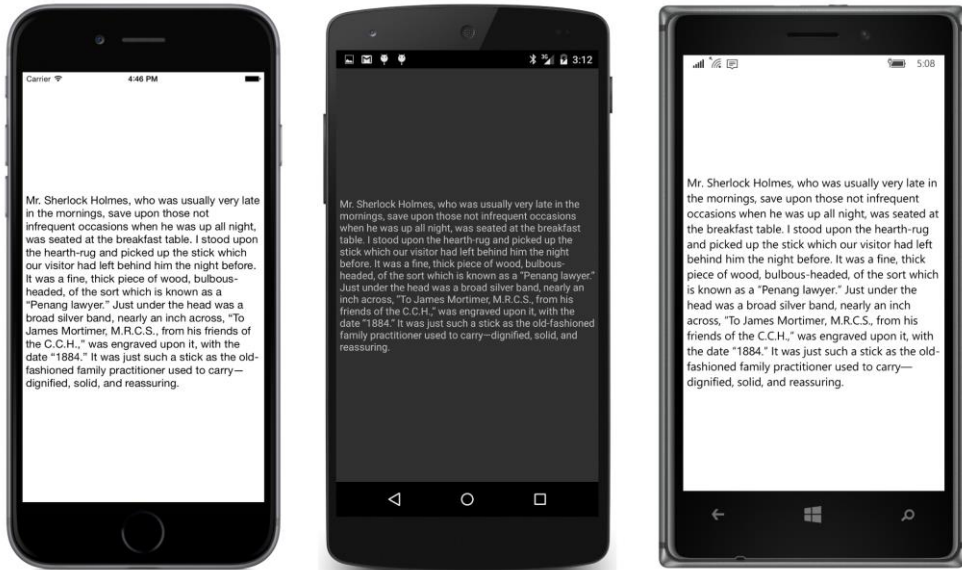 Carrier 4:46 PM
Mr. Sherlock Holmes, who was usually very late
in the mornings, save upon those not
infrequent occasions when he was up all night,
was seated at the breakfast table. I stood upon
the hearth-rug and picked up the stick which
our visitor had left behind him the night before.
It was a fine, thick piece of wood, bulbous-
headed, of the sort which is known as a
“Penang lawyer.” Just under the head was a
broad silver band, nearly an inch across, “To
James Mortimer, M.R.C.S., from his friends of
the C.C.H.,” was engraved upon it, with the
date “1884.” It was just such a stick as the old-
fashioned family practitioner used to carry—
dignified, solid, and reassuring.
3G 3:12
Mr. Sherlock Holmes, who was usually very late in the
mornings, save upon those not infrequent occasions
when he was up all night, was seated at the breakfast
table. I stood upon the hearth-rug and picked up the
stick which our visitor had left behind him the night
before. It was a fine, thick piece of wood, bulbous-
headed, of the sort which is known as a “Penang lawyer.”
Just under the head was a broad silver band, nearly an
inch across, “To James Mortimer, M.R.C.S., from his
friends of the C.C.H.,” was engraved upon it, with the
date “1884.” It was just such a stick as the old-fashioned
family practitioner used to carry—dignified, solid, and
reassuring.
5:08
Mr. Sherlock Holmes, who was usually very late in
the mornings, save upon those not infrequent
occasions when he was up all night, was seated at
the breakfast table. I stood upon the hearth-rug
and picked up the stick which our visitor had left
behind him the night before. It was a fine, thick
piece of wood, bulbous-headed, of the sort which
is known as a “Penang lawyer.” Just under the
head was a broad silver band, nearly an inch
across, “To James Mortimer, M.R.C.S., from his
friends of the C.C.H.,” was engraved upon it, with
the date “1884.” It was just such a stick as the old-
fashioned family practitioner used to carry—
dignified, solid, and reassuring.